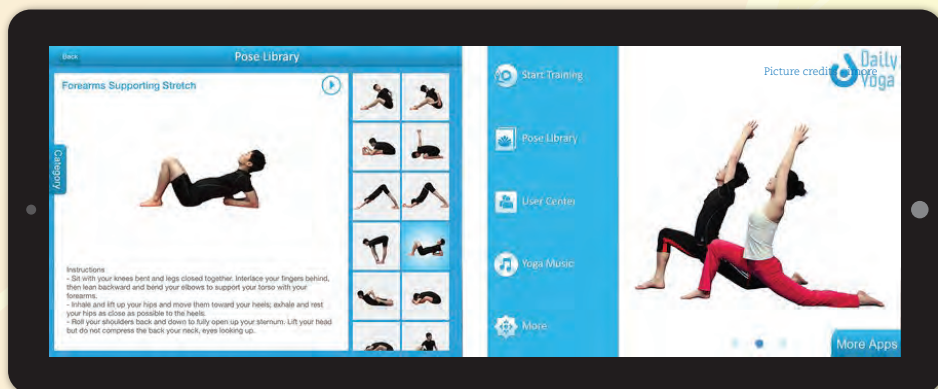 Back
Pose Library
Forearms Supporting Stretch
Category
Instructions
- Sit with your knees bent and legs closed together. Interlace your fingers behind,
then lean backward and bend your elbows to support your torso with your
forearms.
- Inhale and lift up your hips and move them toward your heels; exhale and rest
your hips as close as possible to the heels.
- Roll your shoulders back and down to fully open up your sternum. Lift your head
but do not compress the back your neck, eyes looking up.
Start Training
Pose Library
User Center
Yoga Music
More
Daily
Yoga
Picture credits
more
More Apps